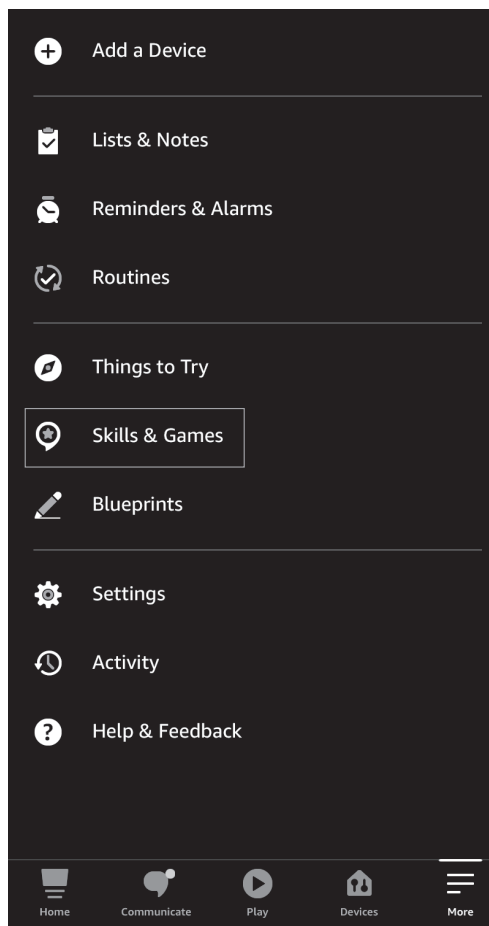 Add a Device
Lists & Notes
Reminders & Alarms
Routines
Things to Try
Skills & Games
Blueprints
Settings
Activity
Help & Feedback
Home Communicate Play Devices More